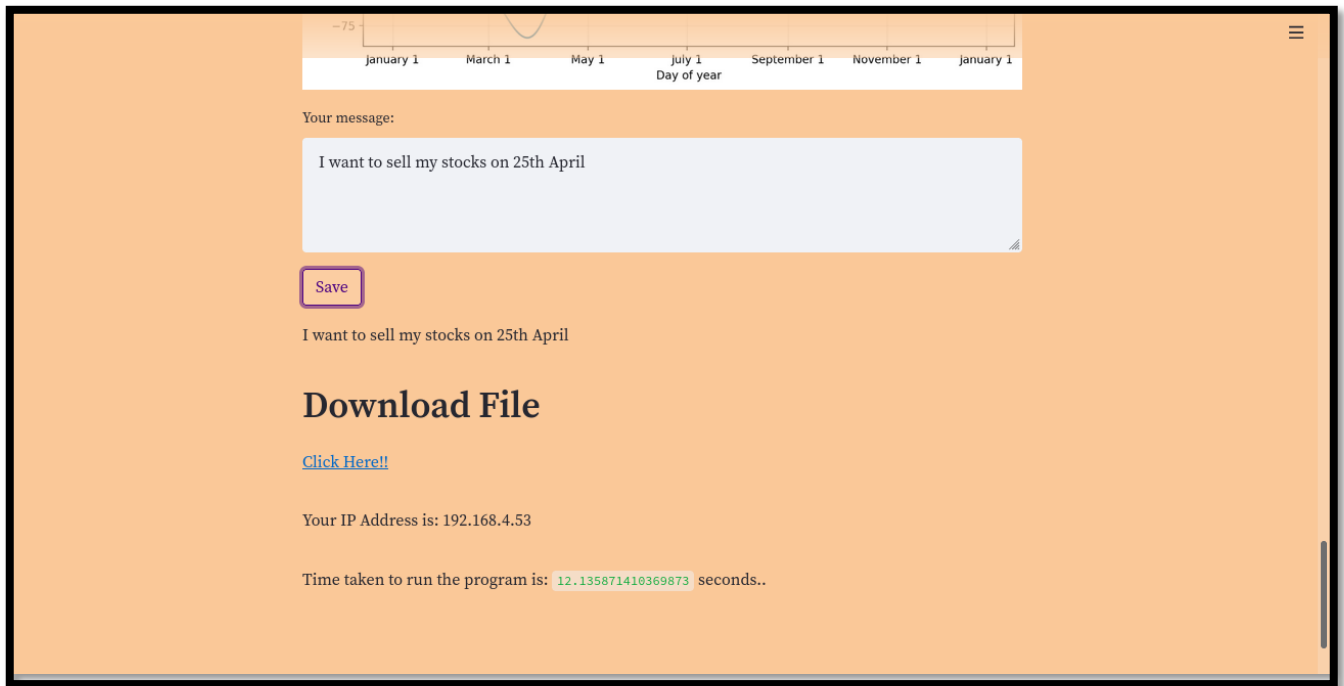 −75
January 1 March 1 May 1 July 1 September 1 November 1 January 1
Day of year
Your message:
I want to sell my stocks on 25th April
Save
I want to sell my stocks on 25th April
Download File
Click Here!!
Your IP Address is: 192.168.4.53
Time taken to run the program is: 12.135871410369873 seconds..